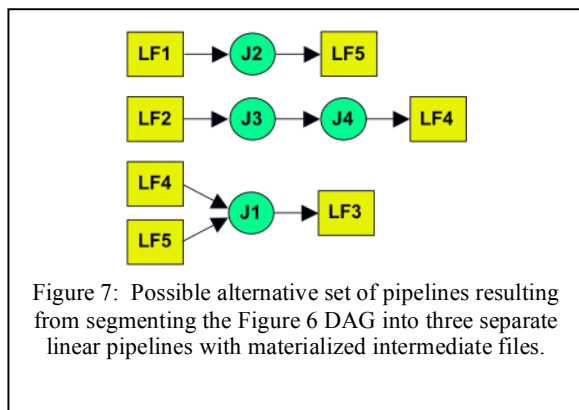 LF1 J2 LF5
LF2 J3 J4 LF4
LF4
J1 LF3
LF5
Figure 7: Possible alternative set of pipelines resulting
from segmenting the Figure 6 DAG into three separate
linear pipelines with materialized intermediate files.